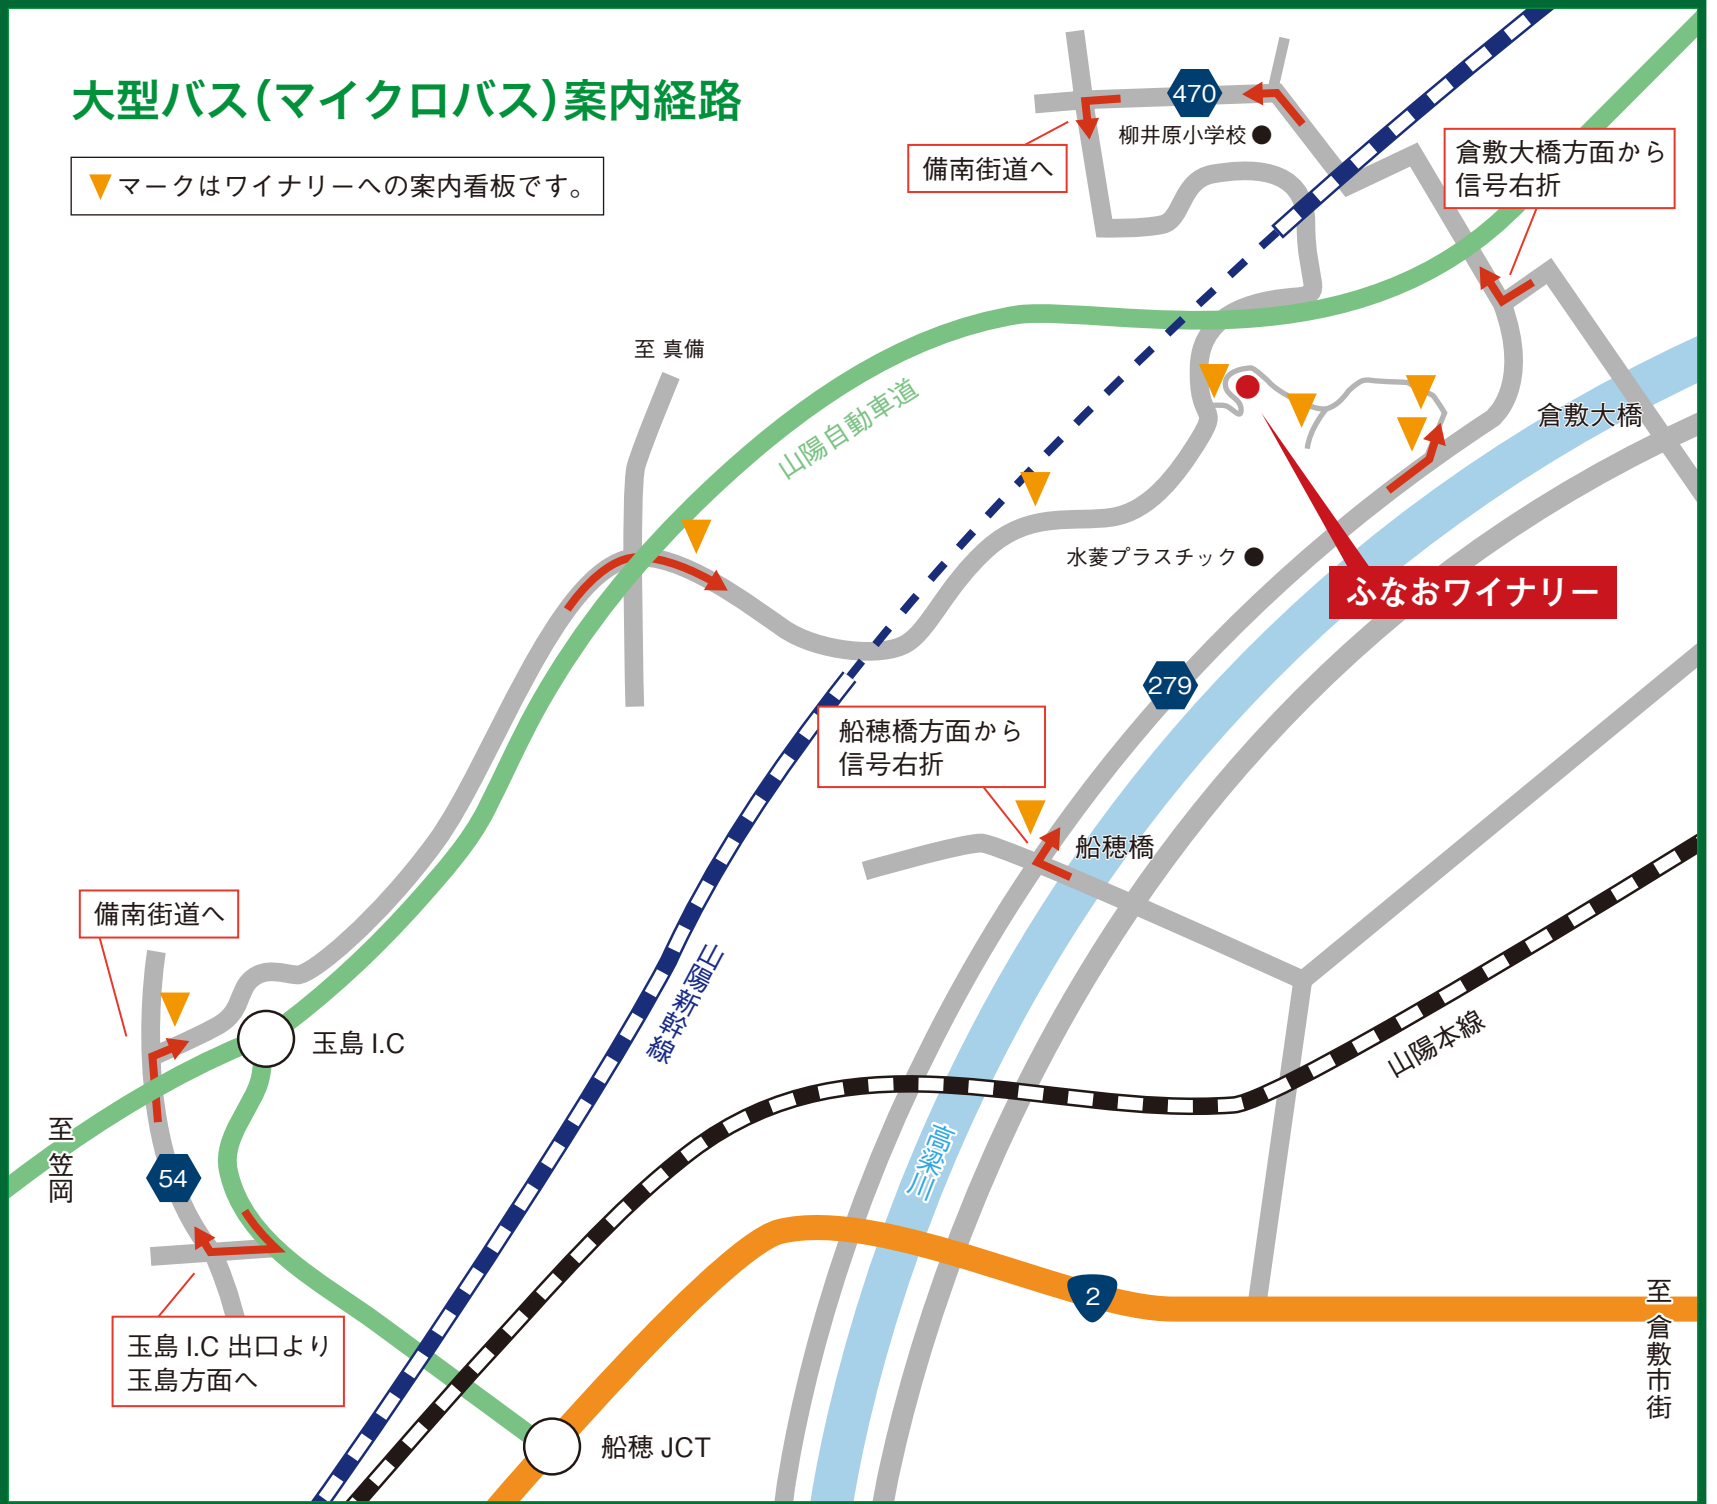 大型バス(マイクロバス)案内経路
▼マークはワイナリーへの案内看板です。
470
柳井原小学校
備南街道へ
倉敷大橋方面から
信号右折
至 真備
山陽自動車道
倉敷大橋
水菱プラスチック
ふなおワイナリー
279
船穂橋方面から
信号右折
船穂橋
備南街道へ
山陽新幹線
玉島 I.C
山陽本線
至 笠岡
54
高梁川
2
至 倉敷市街
玉島 I.C 出口より
玉島方面へ
船穂 JCT